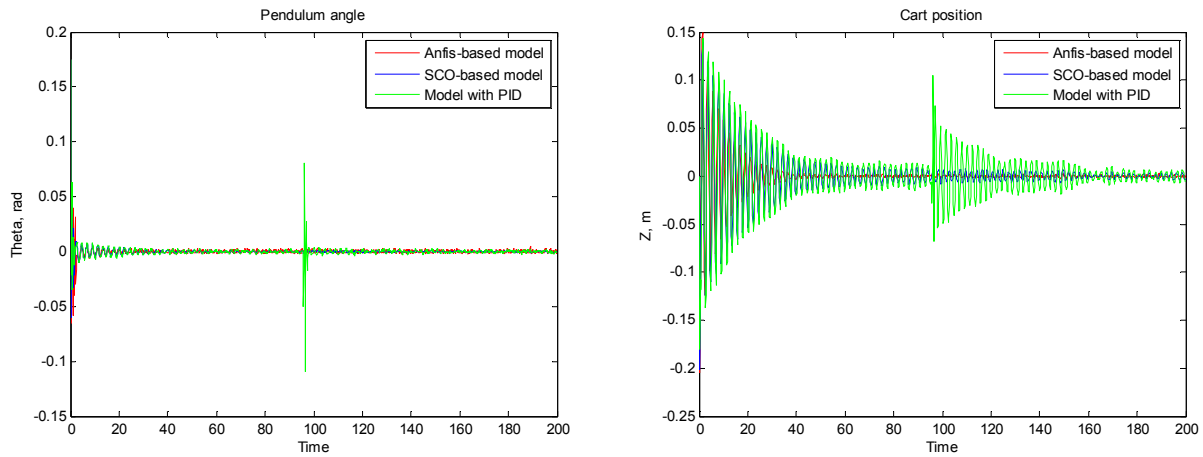 Pendulum angle
0.2
0.15
0.1
0.05
0
-0.05
-0.1
-0.15
Theta, rad
0 20 40 60 80 100 120 140 160 180 200
Time
Anfis-based model
SCO-based model
Model with PID
Cart position
0.15
0.1
0.05
0
-0.05
-0.1
-0.15
-0.2
-0.25
Z, m
0 20 40 60 80 100 120 140 160 180 200
Time
Anfis-based model
SCO-based model
Model with PID